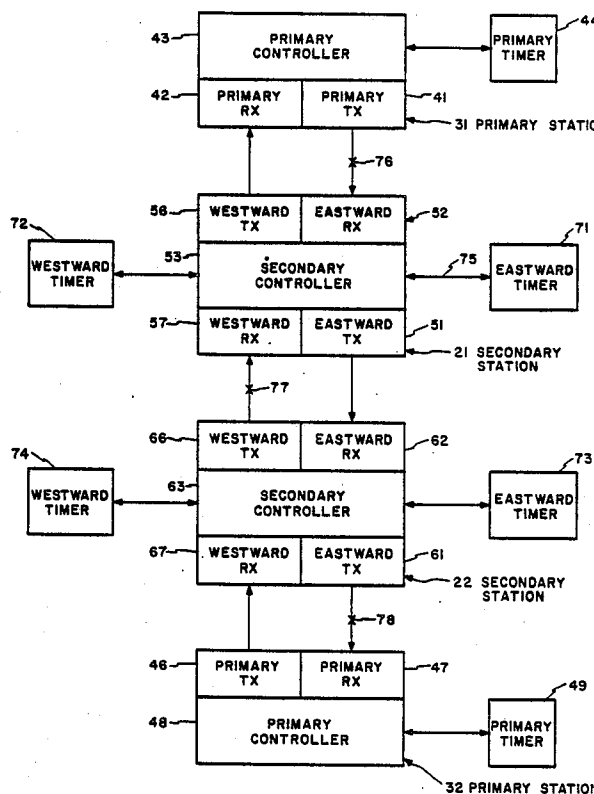 43
PRIMARY
CONTROLLER
PRIMARY
TIMER
44
42
PRIMARY
RX
PRIMARY
TX
41
31 PRIMARY STATION
76
56
WESTWARD
TX
EASTWARD
RX
52
72
WESTWARD
TIMER
53
SECONDARY
CONTROLLER
75
71
EASTWARD
TIMER
57
WESTWARD
RX
EASTWARD
TX
51
21 SECONDARY
STATION
77
66
WESTWARD
TX
EASTWARD
RX
62
74
WESTWARD
TIMER
63
SECONDARY
CONTROLLER
73
EASTWARD
TIMER
67
WESTWARD
RX
EASTWARD
TX
61
22 SECONDARY
STATION
78
46
PRIMARY
TX
PRIMARY
RX
47
48
PRIMARY
CONTROLLER
49
PRIMARY
TIMER
32 PRIMARY STATION